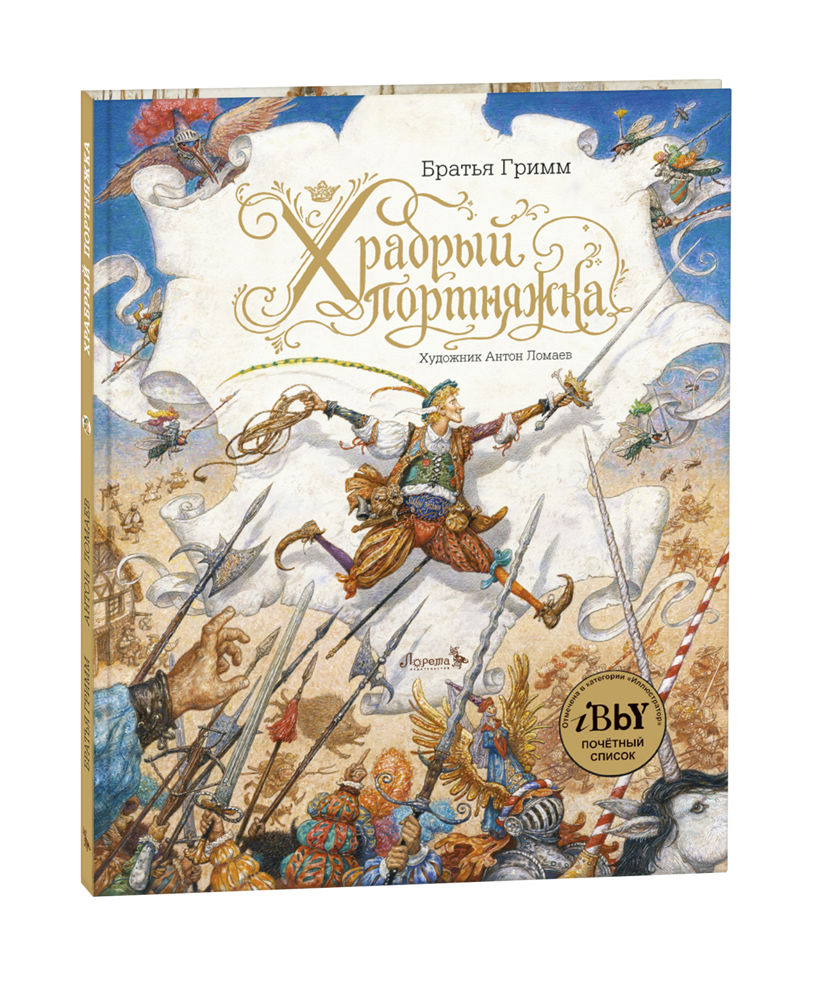 Братья Гримм
Храбрый
портняжка
Художник Антон Ломаев
Лорета
издательство
Отмечена в категории «Иллюстратор»
iBbY
ПОЧЁТНЫЙ
СПИСОК
БРАТЬЯ ГРИММ АНТОН ЛОМАЕВ ХРАБРЫЙ ПОРТНЯЖКА